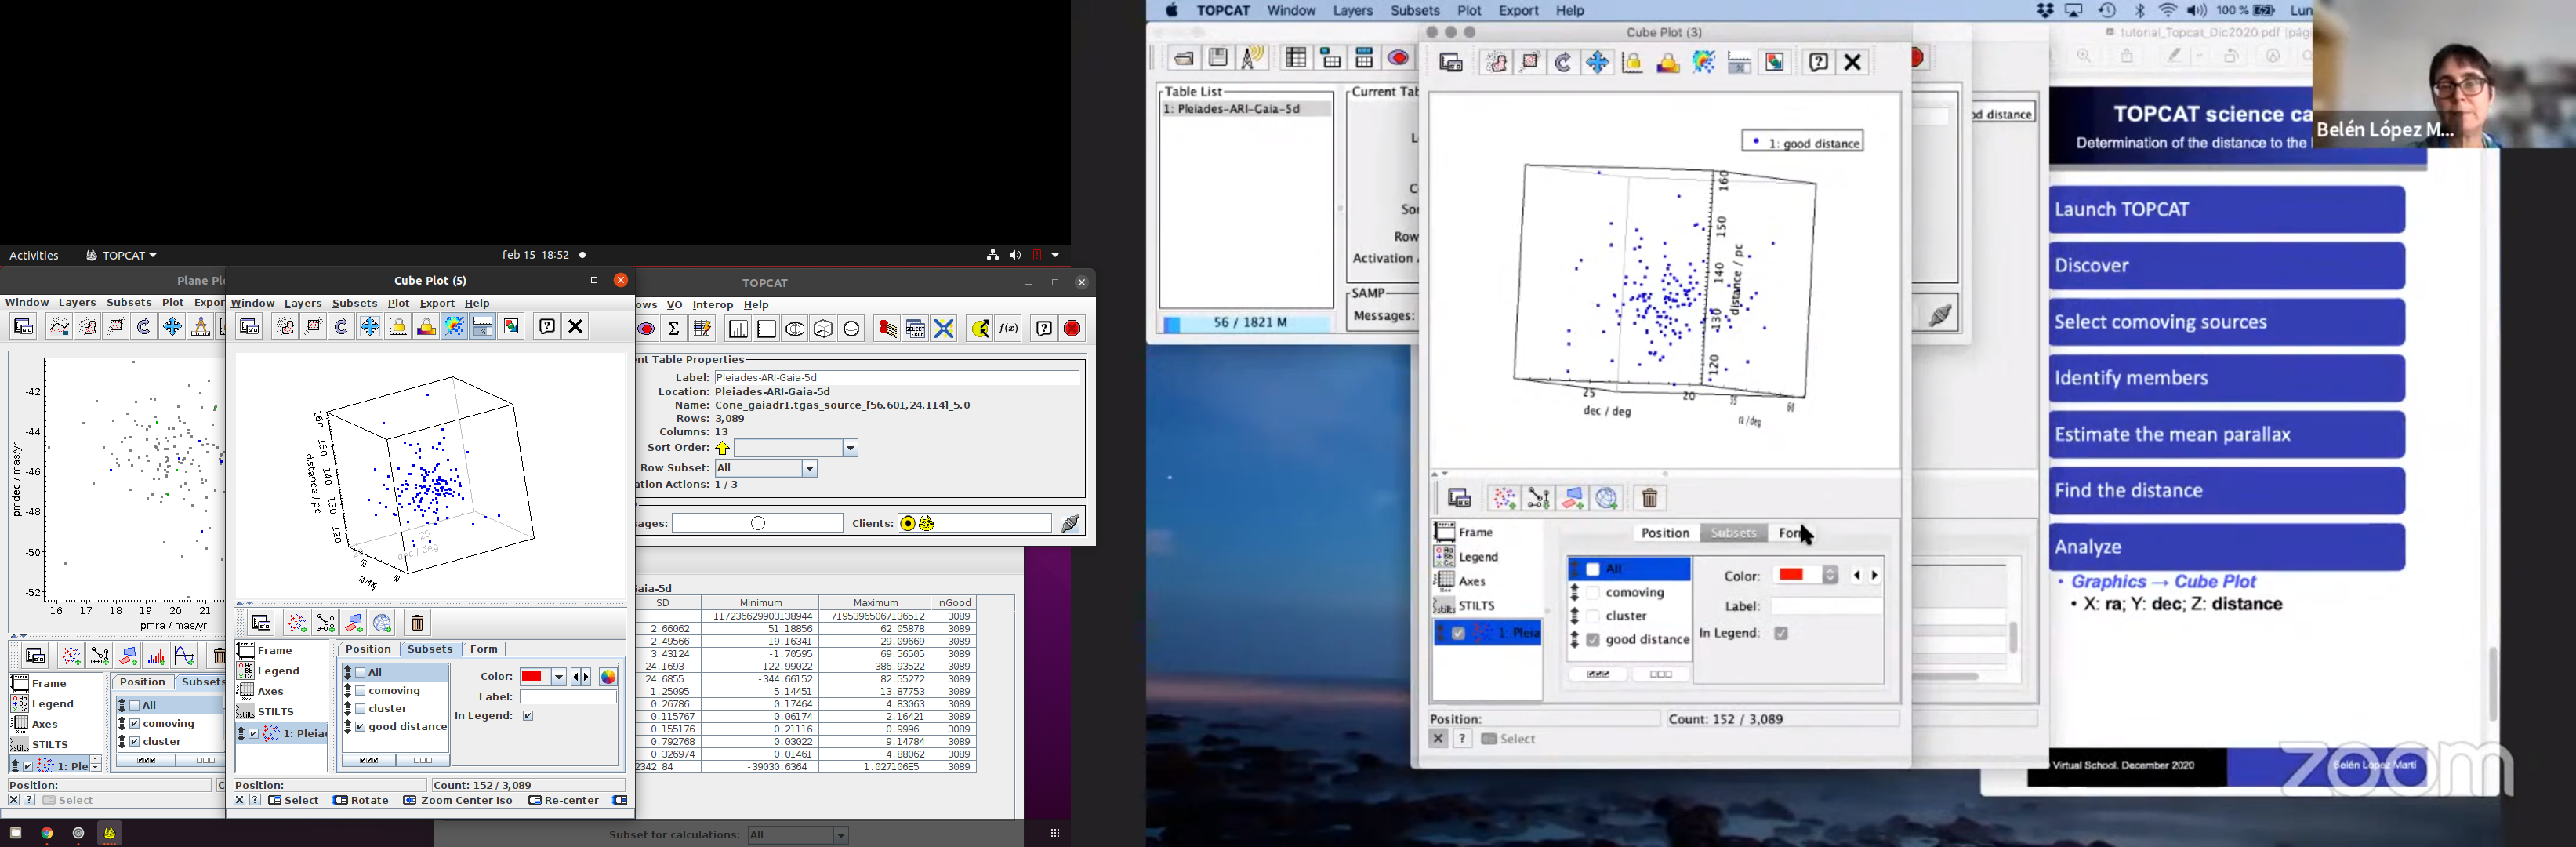 Activities
TOPCAT
feb 15 18:52
Plane Pl
Window Layers Subsets Plot Expor
-42
-44
-46
-48
-50
-52
pmdec / mas/yr
16 17 18 19 20 21
pmra / mas/yr
Frame
Legend
Axes
STILTS
1: Ple
Position Subsets
All
comoving
cluster
Position:
Select
Cube Plot (5)
Window Layers Subsets Plot Export Help
160
150
140
130
120
distance / pc
25
dec / deg
ra/deg
60
Frame
Legend
Axes
STILTS
1: Pleiad
Position Subsets Form
All
comoving
cluster
good distance
Color:
Label:
In Legend:
Position:
Count: 152 / 3,089
Select Rotate Zoom Center Iso Re-center
TOPCAT
ows VO Interop Help
ent Table Properties
Label: Pleiades-ARI-Gaia-5d
Location: Pleiades-ARI-Gaia-5d
Name: Cone_gaiadr1.tgas_source_[56.601,24.114]_5.0
Rows: 3,089
Columns: 13
Sort Order:
Row Subset: All
ation Actions: 1 / 3
ages:
Clients:
Gaia-5d
SD Minimum Maximum nGood
117236629903138944 71953965067136512 3089
2.66062 51.18856 62.05878 3089
2.49566 19.16341 29.09669 3089
3.43124 -1.70595 69.56505 3089
24.1693 -122.99022 386.93522 3089
24.6855 -344.66152 82.55272 3089
1.25095 5.14451 13.87753 3089
0.26786 0.17464 4.83063 3089
0.115767 0.06174 2.16421 3089
0.155176 0.21116 0.9996 3089
0.792768 0.03022 9.14784 3089
0.326974 0.01461 4.88062 3089
2342.84 -39030.6364 1.027106E5 3089
Subset for calculations: All
TOPCAT Window Layers Subsets Plot Export Help
100 % Lun
Table List
1: Pleiades-ARI-Gaia-5d
56 / 1821 M
Current Tab
L
C
Sor
Row
Activation
SAMP
Messages:
Cube Plot (3)
1: good distance
160
150
140
130
120
distance / pc
25 20
dec / deg
60
ra/deg
Frame
Legend
Axes
STILTS
1: Pleia
Position Subsets Form
All
comoving
cluster
good distance
Color:
Label:
In Legend:
Position:
Count: 152 / 3,089
Select
od distance
tutorial_Topcat_Dic2020.pdf (pág
TOPCAT science ca
Determination of the distance to the
Launch TOPCAT
Discover
Select comoving sources
Identify members
Estimate the mean parallax
Find the distance
Analyze
• Graphics → Cube Plot
• X: ra; Y: dec; Z: distance
Virtual School. December 2020
Belén López Martí
zoom
Belén López M...